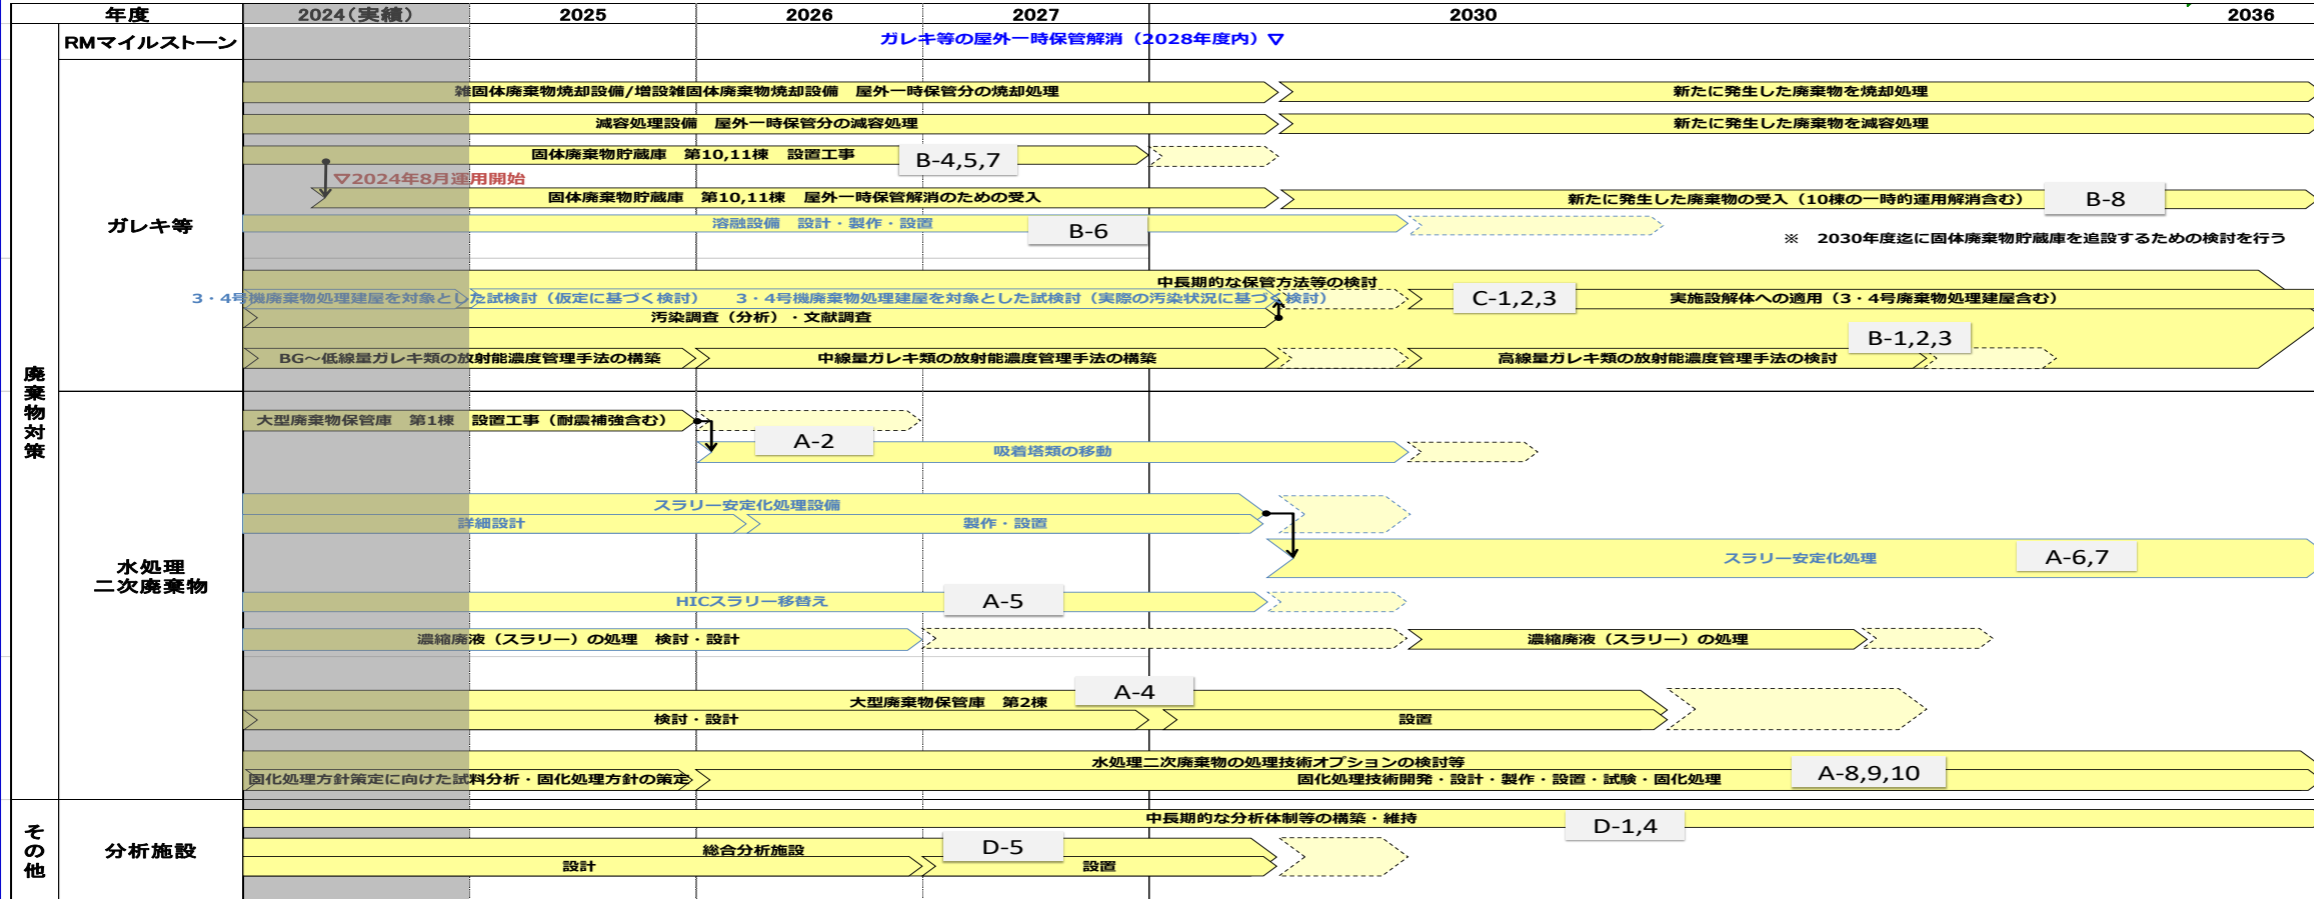 年度 2024(実績) 2025 2026 2027 2030 2036
廃棄物対策
RMマイルストーン
ガレキ等の屋外一時保管解消（2028年度内）▽
ガレキ等
雑固体廃棄物焼却設備/増設雑固体廃棄物焼却設備　屋外一時保管分の焼却処理
新たに発生した廃棄物を焼却処理
減容処理設備　屋外一時保管分の減容処理
新たに発生した廃棄物を減容処理
固体廃棄物貯蔵庫　第10,11棟　設置工事
B-4,5,7
▽2024年8月運用開始
固体廃棄物貯蔵庫　第10,11棟　屋外一時保管解消のための受入
新たに発生した廃棄物の受入（10棟の一時的運用解消含む）
B-8
溶融設備　設計・製作・設置
B-6
※　2030年度迄に固体廃棄物貯蔵庫を追設するための検討を行う
中長期的な保管方法等の検討
3・4号機廃棄物処理建屋を対象とした試検討（仮定に基づく検討）
3・4号機廃棄物処理建屋を対象とした試検討（実際の汚染状況に基づく検討）
C-1,2,3
実施設解体への適用（3・4号廃棄物処理建屋含む）
汚染調査（分析）・文献調査
B-1,2,3
BG～低線量ガレキ類の放射能濃度管理手法の構築
中線量ガレキ類の放射能濃度管理手法の構築
高線量ガレキ類の放射能濃度管理手法の検討
水処理
二次廃棄物
大型廃棄物保管庫　第1棟　設置工事（耐震補強含む）
A-2
吸着塔類の移動
スラリー安定化処理設備
詳細設計
製作・設置
スラリー安定化処理
A-6,7
HICスラリー移替え
A-5
濃縮廃液（スラリー）の処理　検討・設計
濃縮廃液（スラリー）の処理
A-4
大型廃棄物保管庫　第2棟
検討・設計
設置
水処理二次廃棄物の処理技術オプションの検討等
固化処理方針策定に向けた試料分析・固化処理方針の策定
固化処理技術開発・設計・製作・設置・試験・固化処理
A-8,9,10
その他
分析施設
中長期的な分析体制等の構築・維持
D-1,4
総合分析施設
D-5
設計
設置